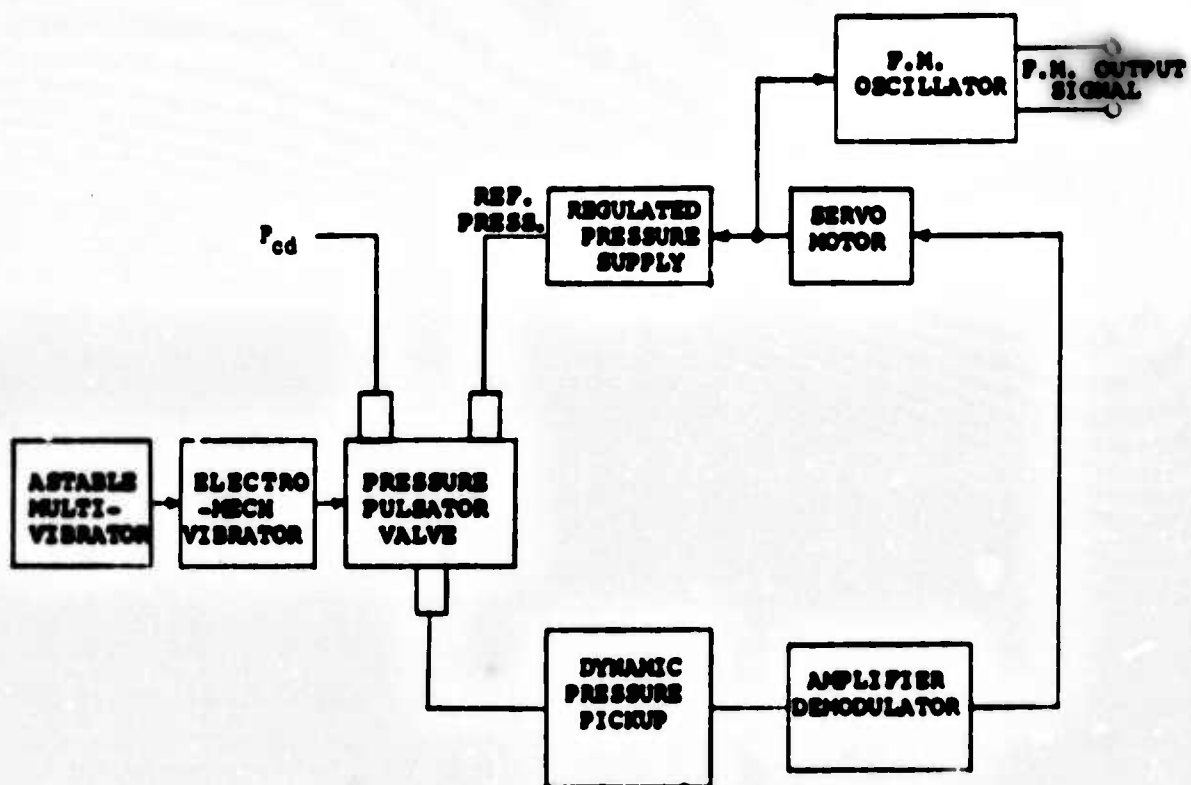 F.M.
OSCILLATOR
F.M. OUTPUT
SIGNAL
REF.
PRESS.
REGULATED
PRESSURE
SUPPLY
SERVO
MOTOR
Pcd
ASTABLE
MULTI-
VIBRATOR
ELECTRO
-MECH
VIBRATOR
PRESSURE
PULSATOR
VALVE
DYNAMIC
PRESSURE
PICKUP
AMPLIFIER
DEMODULATOR